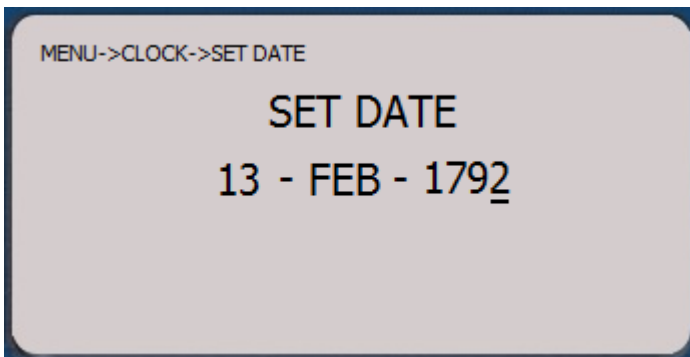 MENU->CLOCK->SET DATE
SET DATE
13 - FEB - 1792